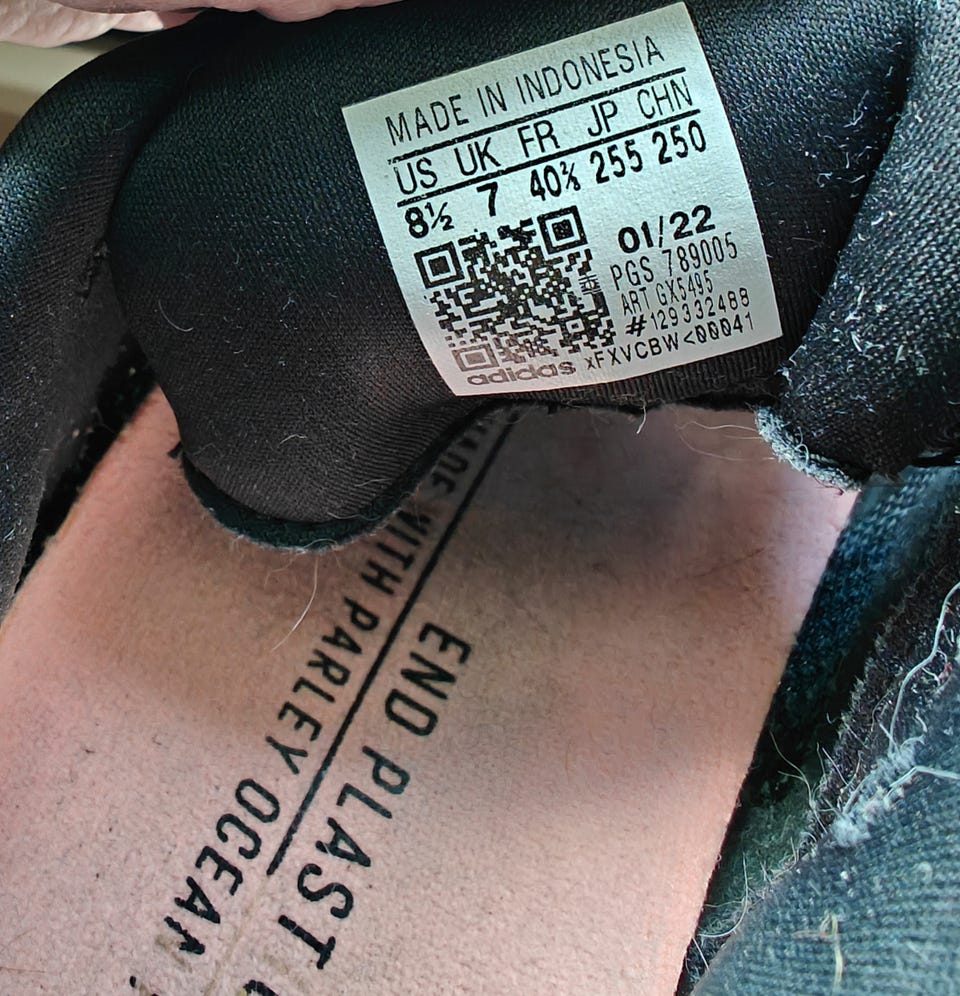 MADE IN INDONESIA
US UK FR JP CHN
8½ 7 40⅔ 255 250
01/22
PGS 789005
ART GX5495
#129332488
xFXVCBW<00041
adidas
MADE WITH PARLEY OCEAN
END PLAST